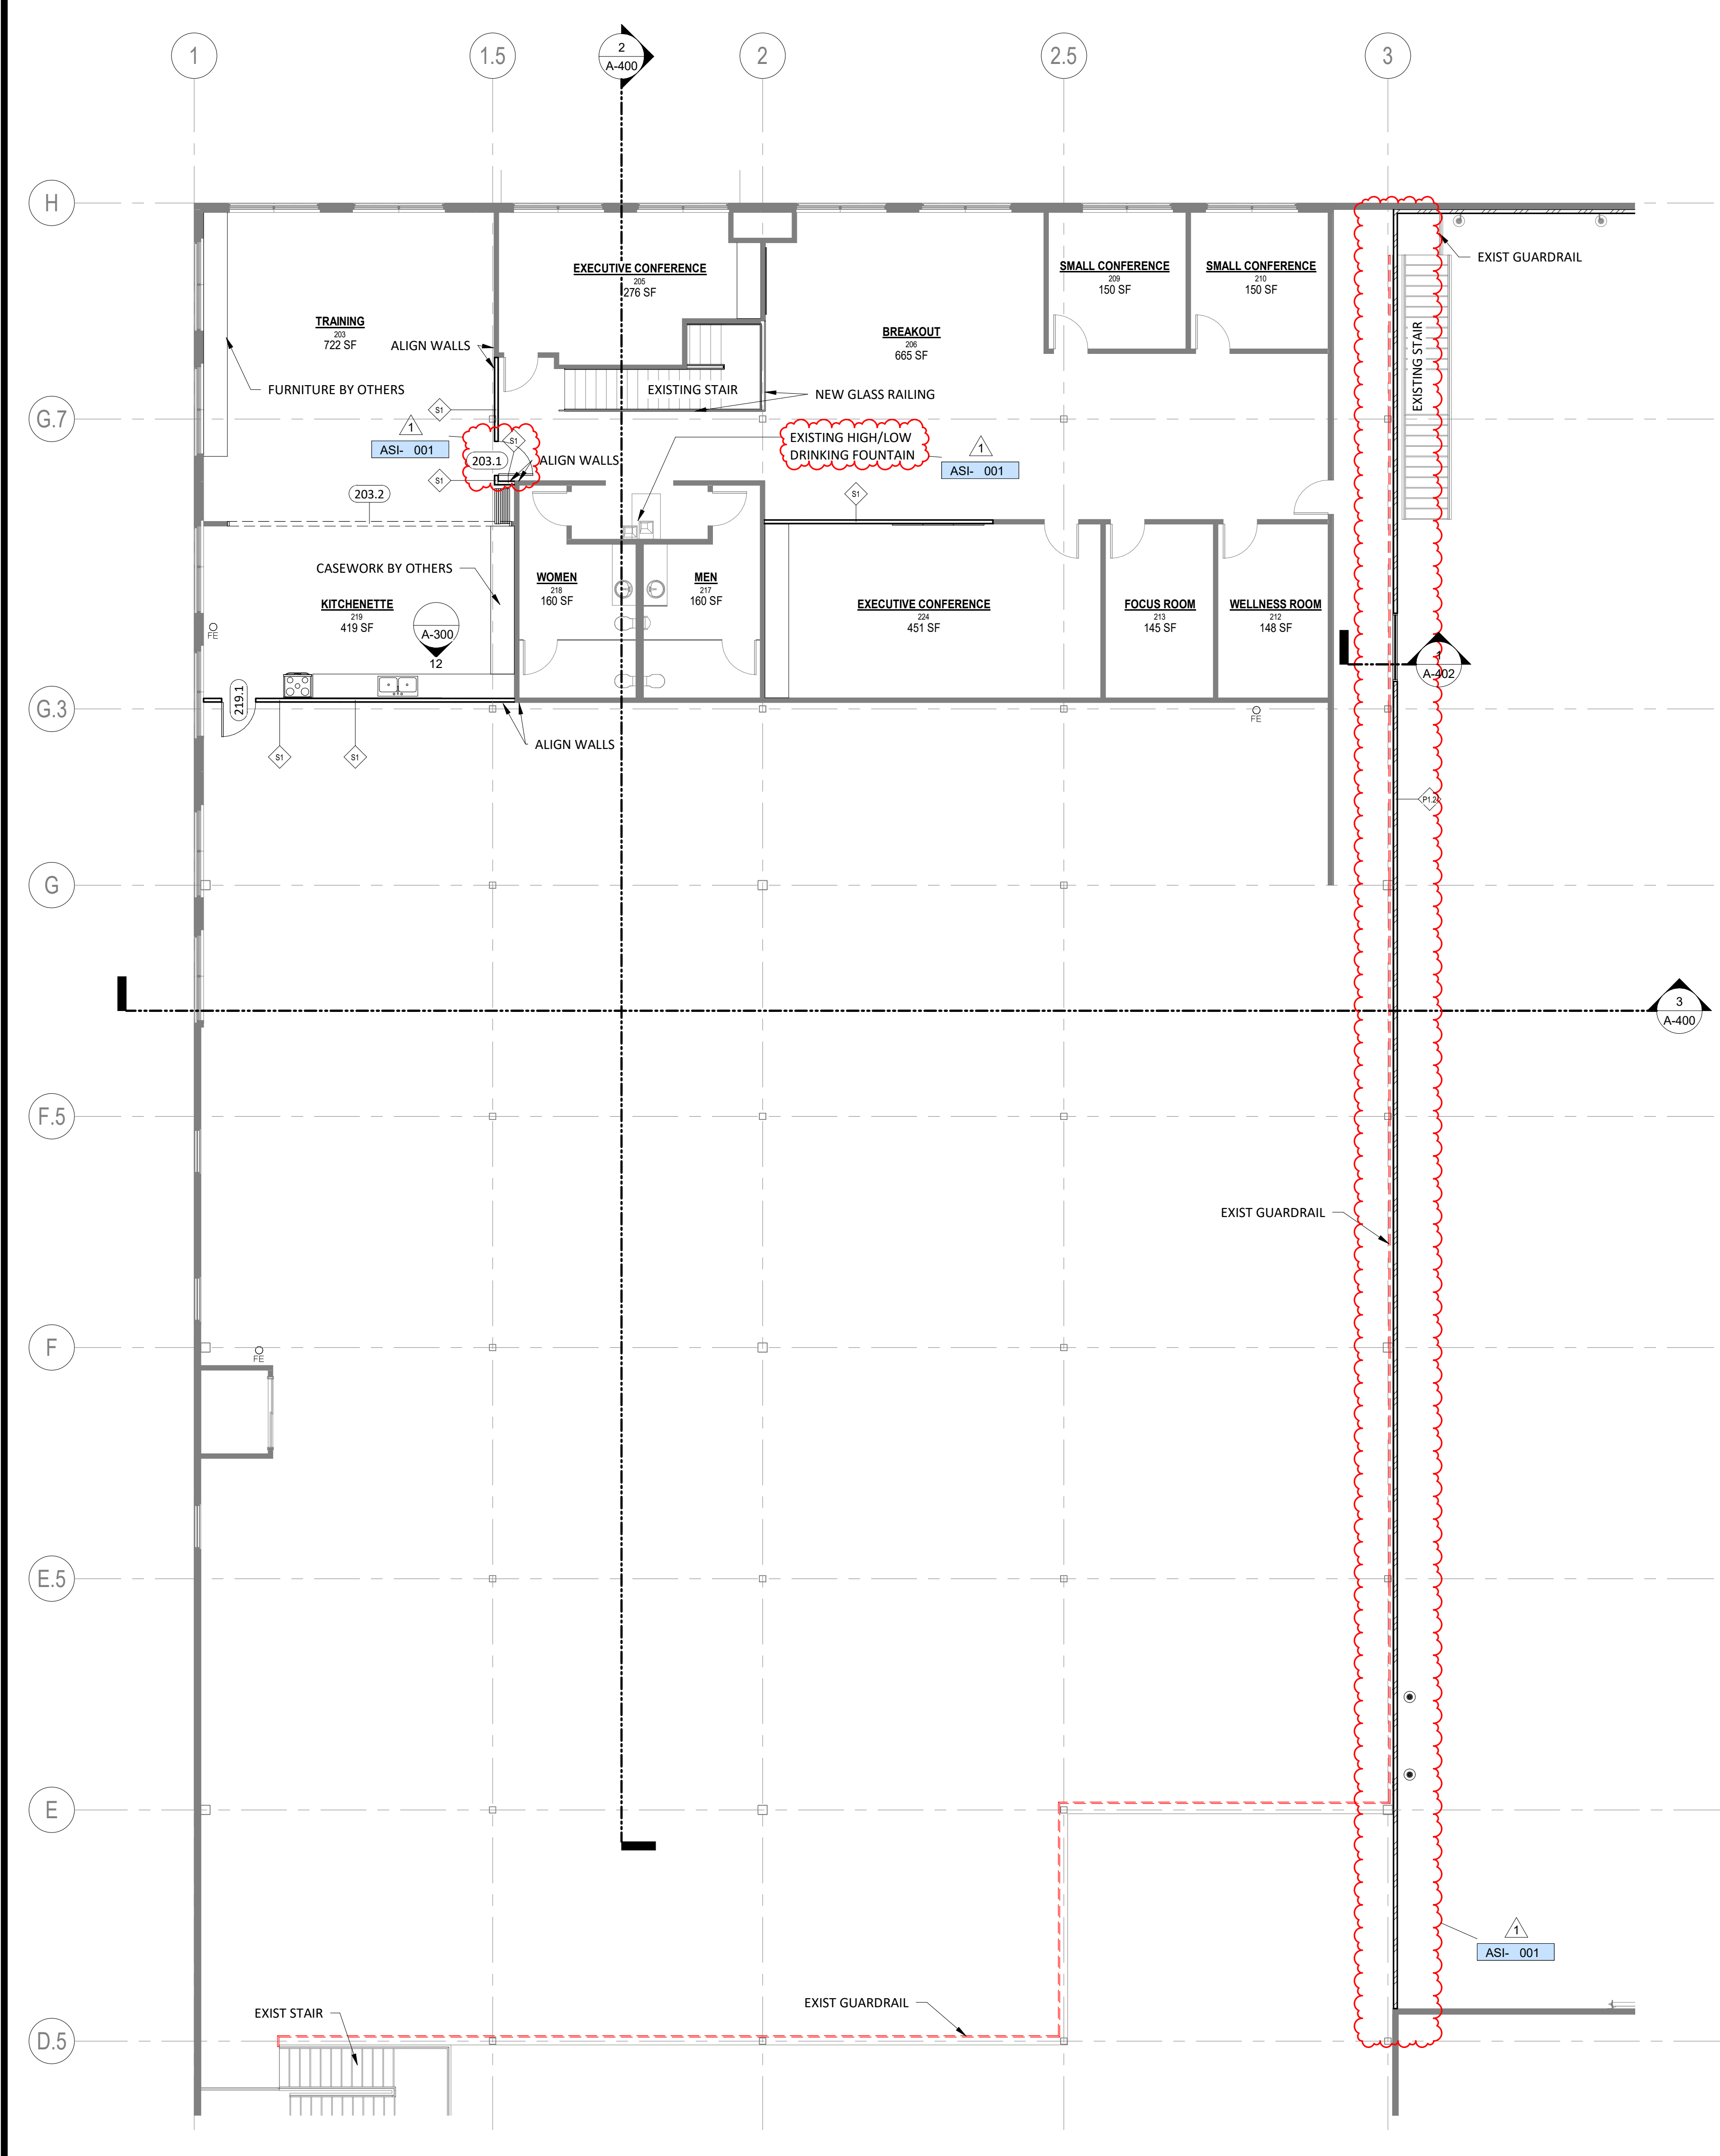 1
1.5
2
A-400
2
2.5
3
H
EXECUTIVE CONFERENCE
205
276 SF
SMALL CONFERENCE
209
150 SF
SMALL CONFERENCE
210
150 SF
EXIST GUARDRAIL
TRAINING
203
722 SF
ALIGN WALLS
BREAKOUT
206
665 SF
EXISTING STAIR
FURNITURE BY OTHERS
EXISTING STAIR
NEW GLASS RAILING
G.7
S1
1
ASI- 001
S1
203.1
ALIGN WALLS
EXISTING HIGH/LOW
DRINKING FOUNTAIN
1
ASI- 001
S1
203.2
S1
CASEWORK BY OTHERS
KITCHENETTE
219
419 SF
FE
A-300
12
WOMEN
218
160 SF
MEN
217
160 SF
EXECUTIVE CONFERENCE
224
451 SF
FOCUS ROOM
213
145 SF
WELLNESS ROOM
212
148 SF
1
A-402
219.1
G.3
FE
ALIGN WALLS
S1
S1
P1.2
G
3
A-400
F.5
EXIST GUARDRAIL
F
FE
E.5
E
1
ASI- 001
EXIST STAIR
EXIST GUARDRAIL
D.5